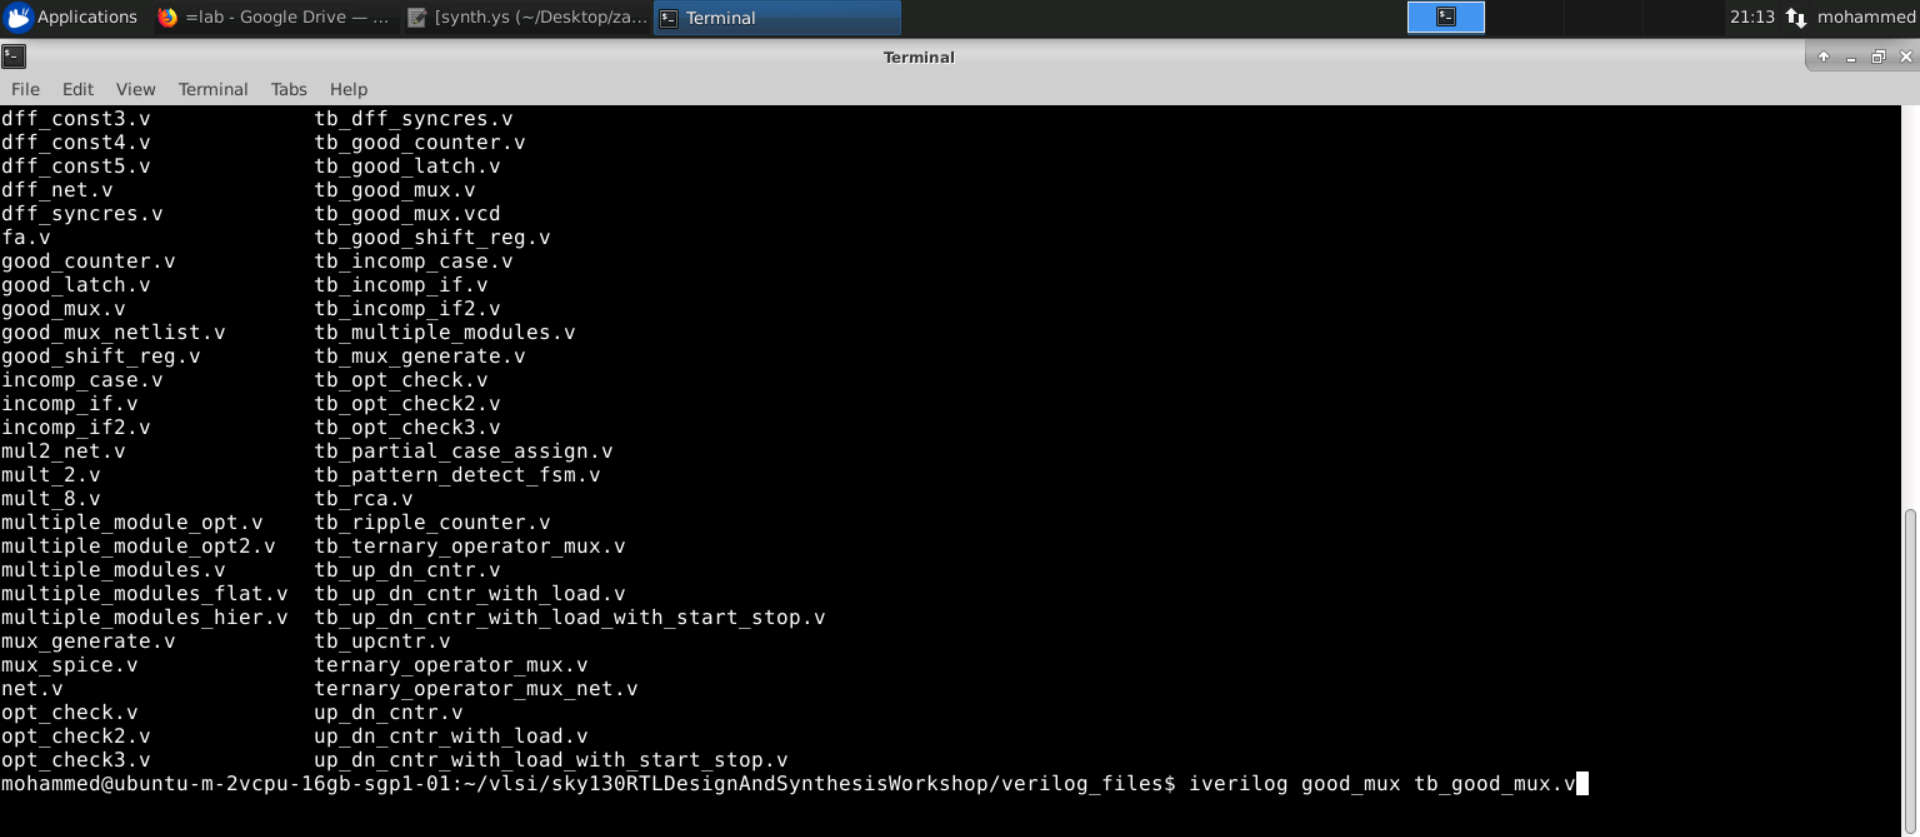 Applications =lab - Google Drive — ... [synth.ys (~/Desktop/za... Terminal 21:13 mohammed
Terminal
File Edit View Terminal Tabs Help
dff_const3.v tb_dff_syncres.v
dff_const4.v tb_good_counter.v
dff_const5.v tb_good_latch.v
dff_net.v tb_good_mux.v
dff_syncres.v tb_good_mux.vcd
fa.v tb_good_shift_reg.v
good_counter.v tb_incomp_case.v
good_latch.v tb_incomp_if.v
good_mux.v tb_incomp_if2.v
good_mux_netlist.v tb_multiple_modules.v
good_shift_reg.v tb_mux_generate.v
incomp_case.v tb_opt_check.v
incomp_if.v tb_opt_check2.v
incomp_if2.v tb_opt_check3.v
mul2_net.v tb_partial_case_assign.v
mult_2.v tb_pattern_detect_fsm.v
mult_8.v tb_rca.v
multiple_module_opt.v tb_ripple_counter.v
multiple_module_opt2.v tb_ternary_operator_mux.v
multiple_modules.v tb_up_dn_cntr.v
multiple_modules_flat.v tb_up_dn_cntr_with_load.v
multiple_modules_hier.v tb_up_dn_cntr_with_load_with_start_stop.v
mux_generate.v tb_upcntr.v
mux_spice.v ternary_operator_mux.v
net.v ternary_operator_mux_net.v
opt_check.v up_dn_cntr.v
opt_check2.v up_dn_cntr_with_load.v
opt_check3.v up_dn_cntr_with_load_with_start_stop.v
mohammed@ubuntu-m-2vcpu-16gb-sgp1-01:~/vlsi/sky130RTLDesignAndSynthesisWorkshop/verilog_files$ iverilog good_mux tb_good_mux.v